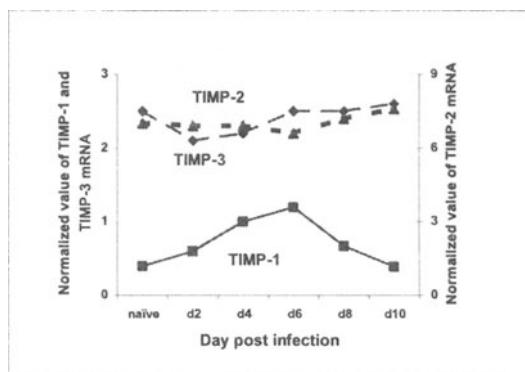 Normalized value of TIMP-1 and
TIMP-3 mRNA
3
2
1
0
TIMP-2
TIMP-3
TIMP-1
9
6
3
0
Normalized value of TIMP-2 mRNA
naïve d2 d4 d6 d8 d10
Day post infection